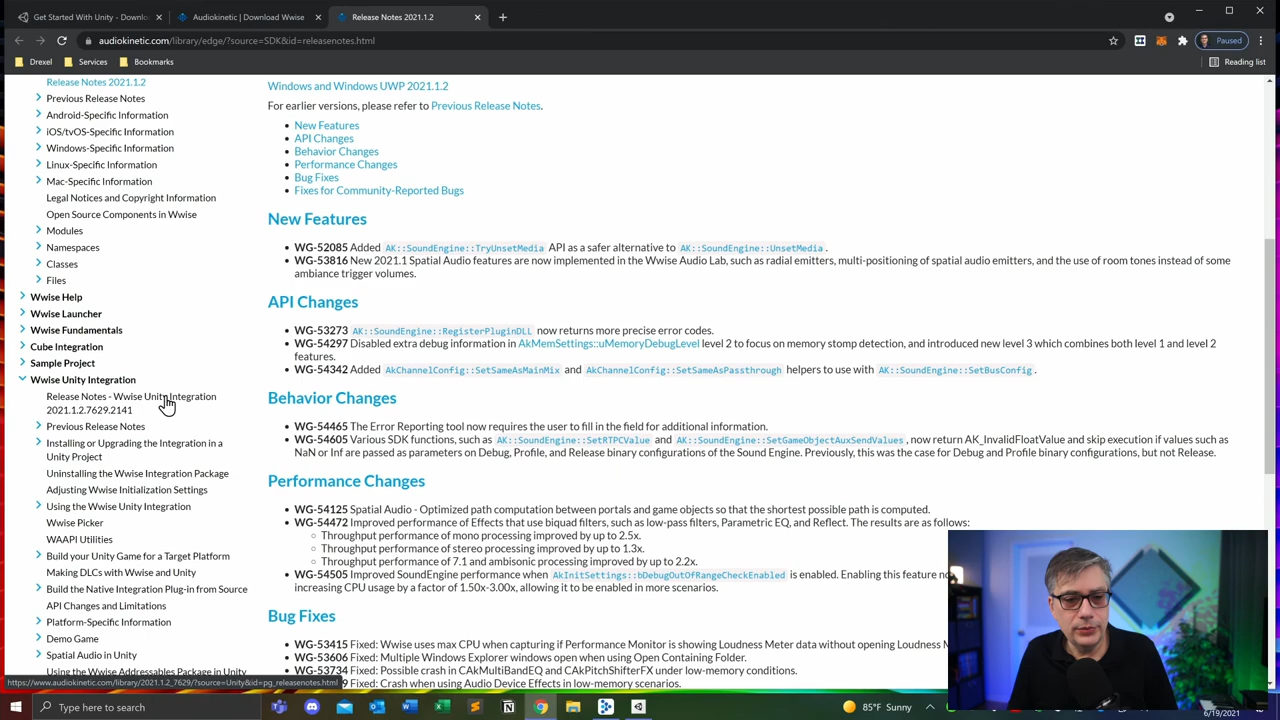 Get Started With Unity - Downlo
Audiokinetic | Download Wwise
Release Notes 2021.1.2
audiokinetic.com/library/edge/?source=SDK&id=releasenotes.html
Paused
Drexel
Services
Bookmarks
Reading list
Release Notes 2021.1.2
Previous Release Notes
Android-Specific Information
iOS/tvOS-Specific Information
Windows-Specific Information
Linux-Specific Information
Mac-Specific Information
Legal Notices and Copyright Information
Open Source Components in Wwise
Modules
Namespaces
Classes
Files
Wwise Help
Wwise Launcher
Wwise Fundamentals
Cube Integration
Sample Project
Wwise Unity Integration
Release Notes - Wwise Unity Integration
2021.1.2.7629.2141
Previous Release Notes
Installing or Upgrading the Integration in a
Unity Project
Uninstalling the Wwise Integration Package
Adjusting Wwise Initialization Settings
Using the Wwise Unity Integration
Wwise Picker
WAAPI Utilities
Build your Unity Game for a Target Platform
Making DLCs with Wwise and Unity
Build the Native Integration Plug-in from Source
API Changes and Limitations
Platform-Specific Information
Demo Game
Spatial Audio in Unity
Using the Wwise Addressables Package in Unity
https://www.audiokinetic.com/library/2021.1.2_7629/?source=Unity&id=pg_releasenotes.html
Windows and Windows UWP 2021.1.2
For earlier versions, please refer to Previous Release Notes.
• New Features
• API Changes
• Behavior Changes
• Performance Changes
• Bug Fixes
• Fixes for Community-Reported Bugs
New Features
• WG-52085 Added AK::SoundEngine::TryUnsetMedia API as a safer alternative to AK::SoundEngine::UnsetMedia.
• WG-53816 New 2021.1 Spatial Audio features are now implemented in the Wwise Audio Lab, such as radial emitters, multi-positioning of spatial audio emitters, and the use of room tones instead of some
ambiance trigger volumes.
API Changes
• WG-53273 AK::SoundEngine::RegisterPluginDLL now returns more precise error codes.
• WG-54297 Disabled extra debug information in AkMemSettings::uMemoryDebugLevel level 2 to focus on memory stomp detection, and introduced new level 3 which combines both level 1 and level 2
features.
• WG-54342 Added AkChannelConfig::SetSameAsMainMix and AkChannelConfig::SetSameAsPassthrough helpers to use with AK::SoundEngine::SetBusConfig.
Behavior Changes
• WG-54465 The Error Reporting tool now requires the user to fill in the field for additional information.
• WG-54605 Various SDK functions, such as AK::SoundEngine::SetRTPCValue and AK::SoundEngine::SetGameObjectAuxSendValues, now return AK_InvalidFloatValue and skip execution if values such as
NaN or Inf are passed as parameters on Debug, Profile, and Release binary configurations of the Sound Engine. Previously, this was the case for Debug and Profile binary configurations, but not Release.
Performance Changes
• WG-54125 Spatial Audio - Optimized path computation between portals and game objects so that the shortest possible path is computed.
• WG-54472 Improved performance of Effects that use biquad filters, such as low-pass filters, Parametric EQ, and Reflect. The results are as follows:
○ Throughput performance of mono processing improved by up to 2.5x.
○ Throughput performance of stereo processing improved by up to 1.3x.
○ Throughput performance of 7.1 and ambisonic processing improved by up to 2.2x.
• WG-54505 Improved SoundEngine performance when AkInitSettings::bDebugOutOfRangeCheckEnabled is enabled. Enabling this feature no
increasing CPU usage by a factor of 1.50x-3.00x, allowing it to be enabled in more scenarios.
Bug Fixes
• WG-53415 Fixed: Wwise uses max CPU when capturing if Performance Monitor is showing Loudness Meter data without opening Loudness M
• WG-53606 Fixed: Multiple Windows Explorer windows open when using Open Containing Folder.
• WG-53734 Fixed: Possible crash in CAkMultiBandEQ and CAkPitchShifterFX under low-memory conditions.
9 Fixed: Crash when using Audio Device Effects in low-memory scenarios.
Type here to search
85°F Sunny
6/19/2021